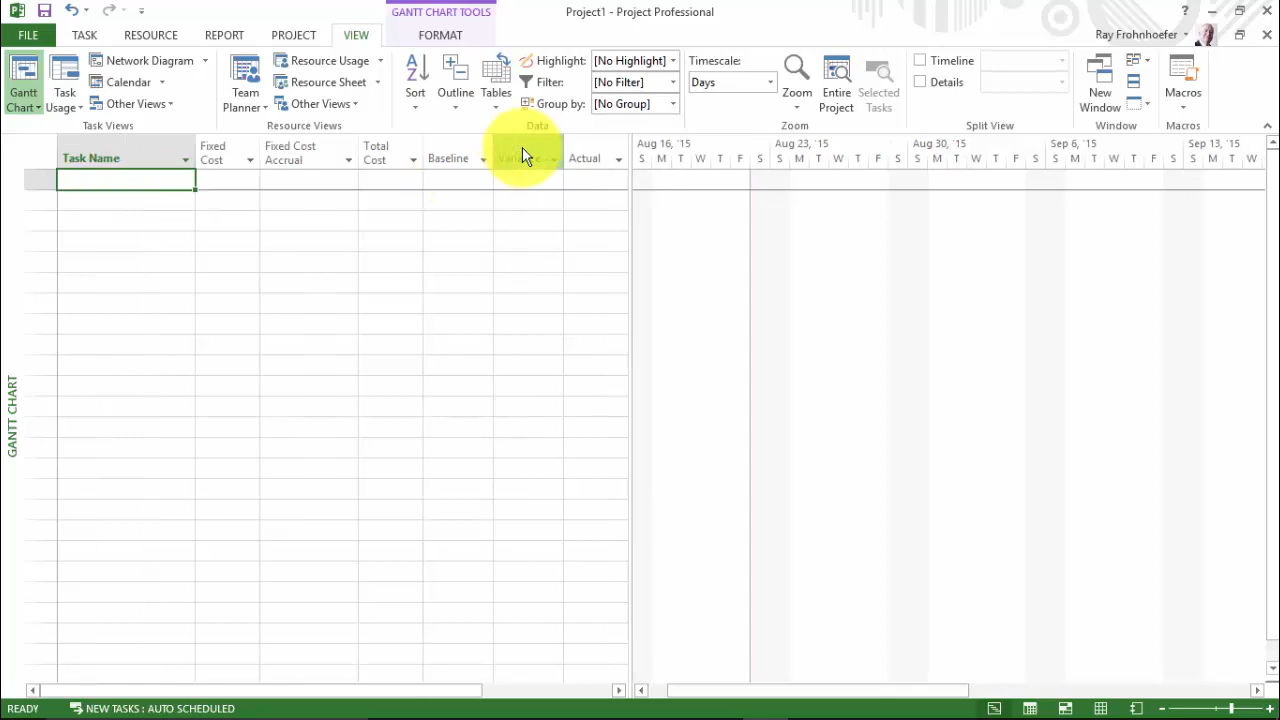 GANTT CHART TOOLS
Project1 - Project Professional
?
FILE TASK RESOURCE REPORT PROJECT VIEW FORMAT
Ray Frohnhoefer
Gantt Chart
Task Usage
Network Diagram
Calendar
Other Views
Task Views
Team Planner
Resource Usage
Resource Sheet
Other Views
Resource Views
A Z
Sort
Outline
Tables
Highlight: [No Highlight]
Filter: [No Filter]
Group by: [No Group]
Data
Timescale:
Days
Zoom
Entire Project
Selected Tasks
Zoom
Timeline
Details
Split View
New Window
Window
Macros
Macros
Task Name
Fixed Cost
Fixed Cost Accrual
Total Cost
Baseline
Variance
Actual
Aug 16, '15 Aug 23, '15 Aug 30, '15 Sep 6, '15 Sep 13, '15
S M T W T F S S M T W T F S S M T W T F S S M T W T F S S M T W
GANTT CHART
READY NEW TASKS : AUTO SCHEDULED